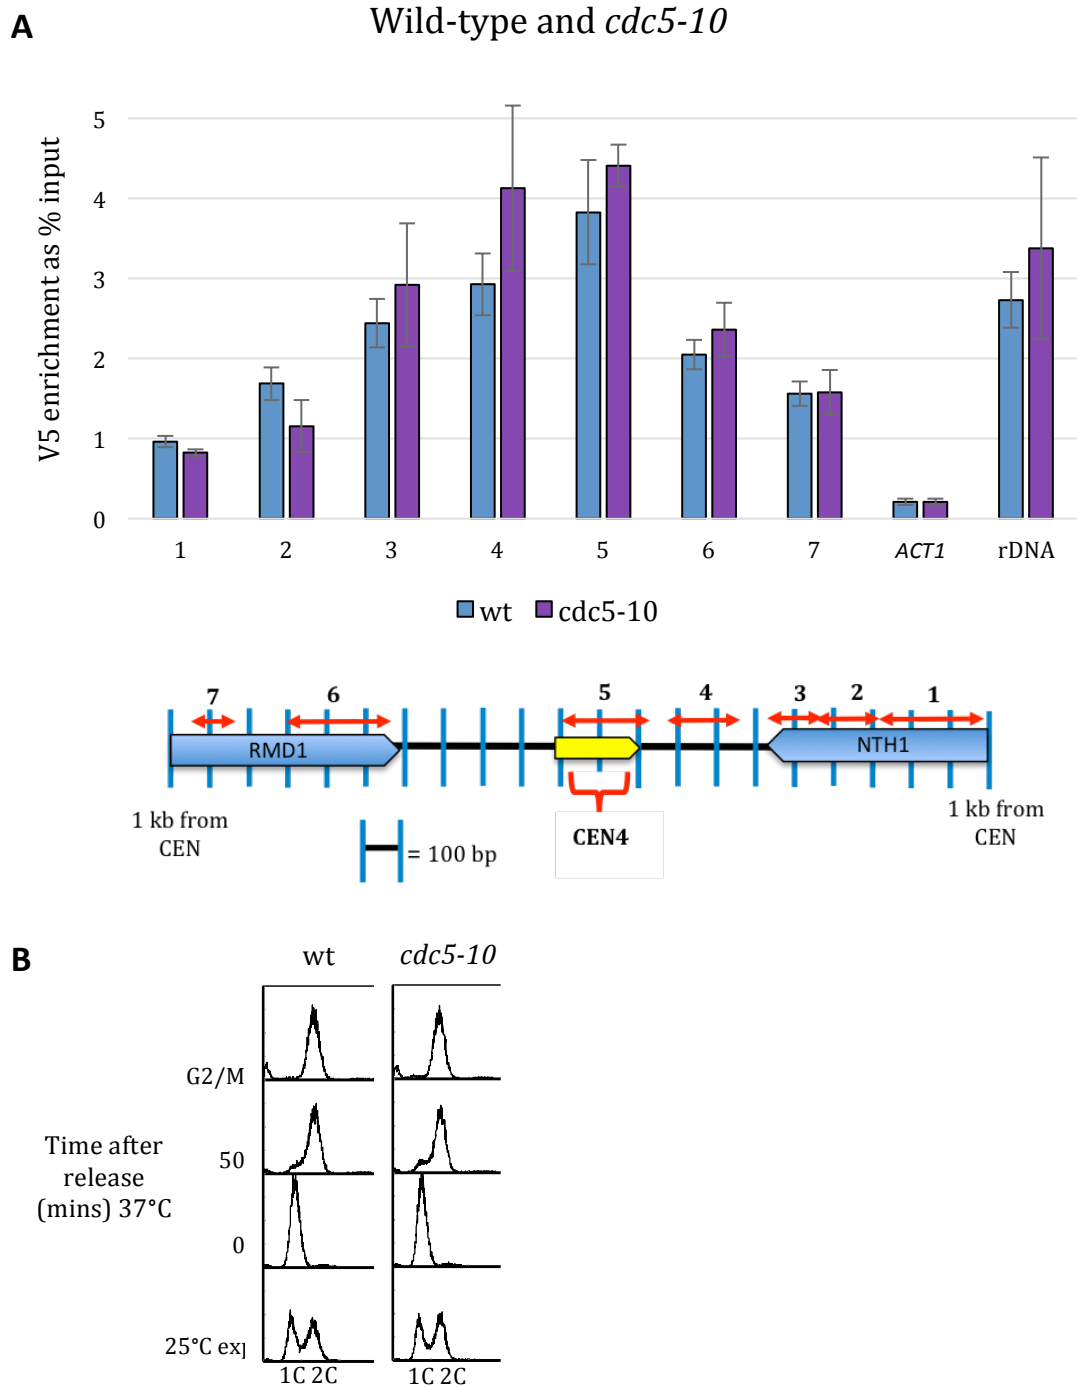 A
Wild-type and cdc5-10
V5 enrichment as % input
5
4
3
2
1
0
1 2 3 4 5 6 7 ACT1 rDNA
wt cdc5-10
7 6 5 4 3 2 1
RMD1 NTH1
1 kb from CEN
CEN4
1 kb from CEN
= 100 bp
B
wt cdc5-10
G2/M
Time after release (mins) 37°C
50
0
25°C exp
1C 2C 1C 2C